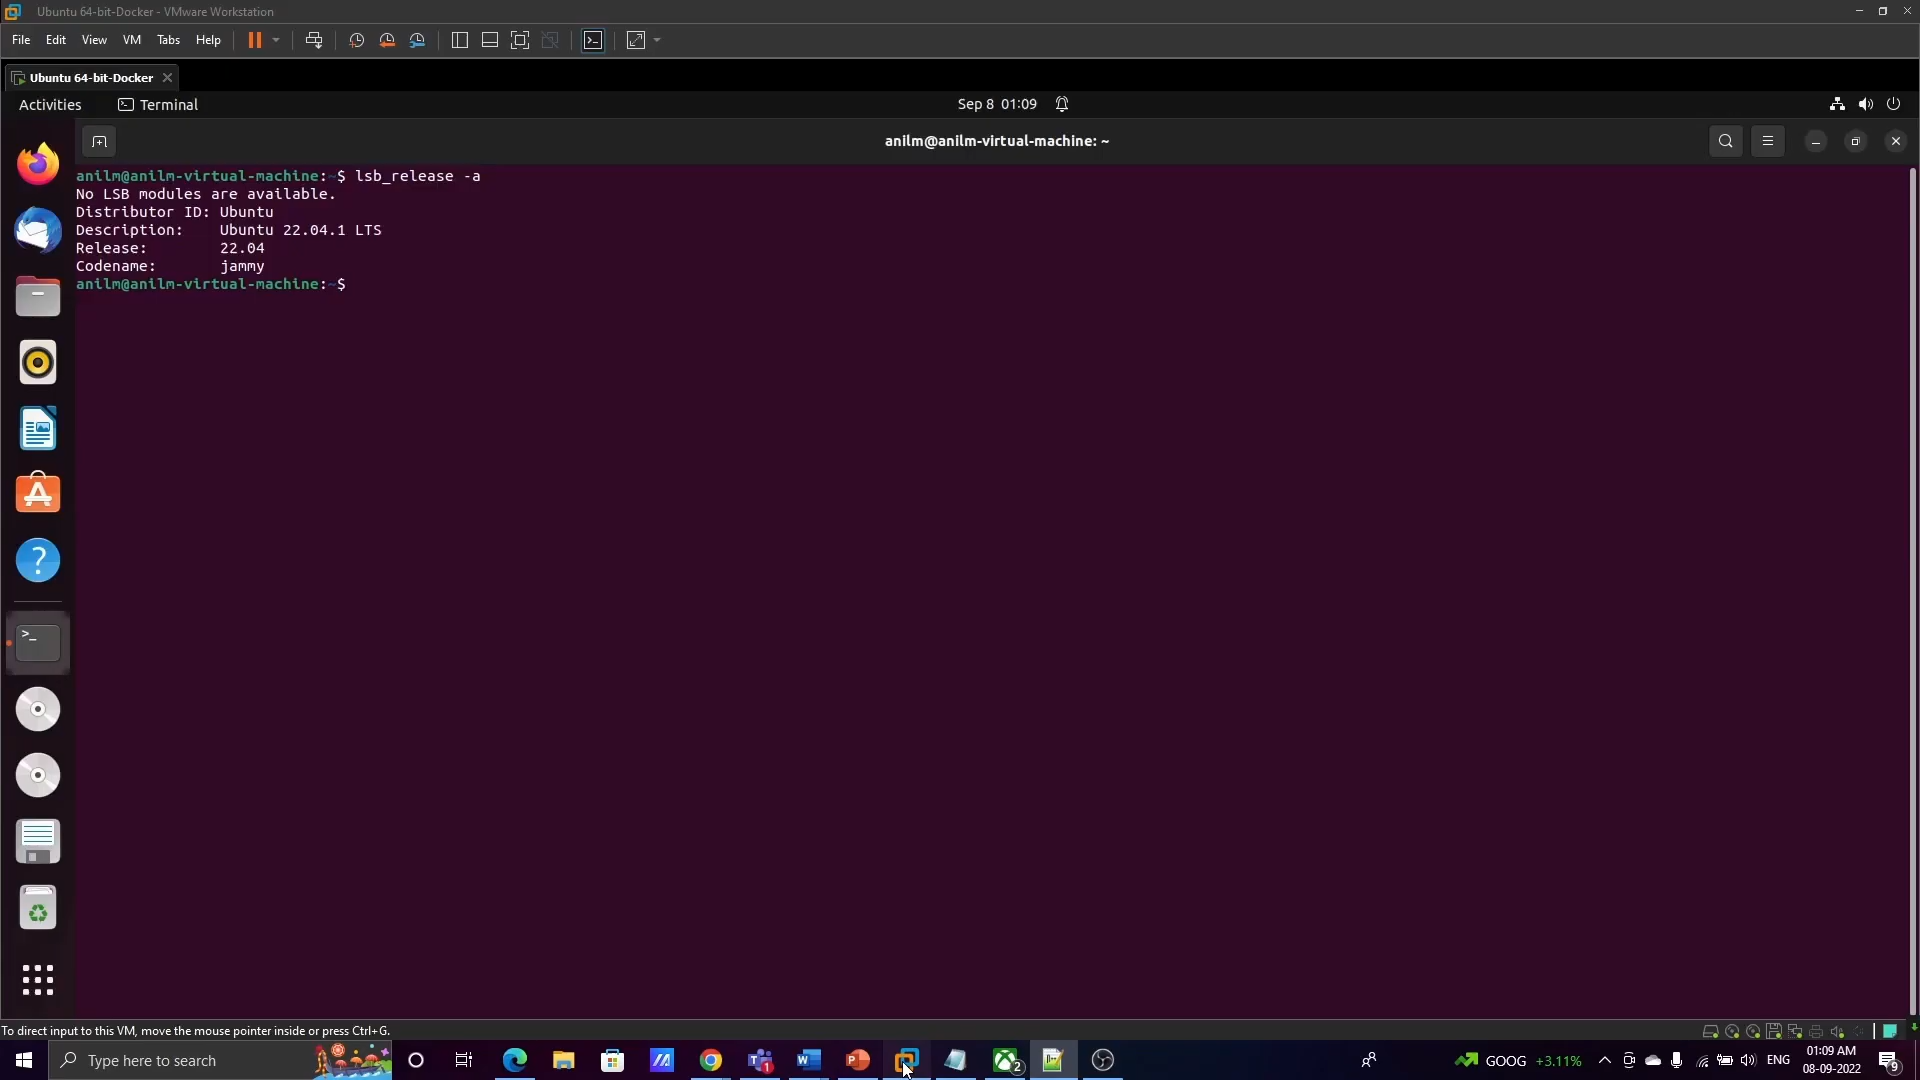 Ubuntu 64-bit-Docker - VMware Workstation
File Edit View VM Tabs Help
Ubuntu 64-bit-Docker
Activities Terminal Sep 8 01:09
anilm@anilm-virtual-machine: ~
anilm@anilm-virtual-machine:~$ lsb_release -a
No LSB modules are available.
Distributor ID: Ubuntu
Description: Ubuntu 22.04.1 LTS
Release: 22.04
Codename: jammy
anilm@anilm-virtual-machine:~$
To direct input to this VM, move the mouse pointer inside or press Ctrl+G.
Type here to search 1 2 GOOG +3.11% ENG 01:09 AM
08-09-2022 9